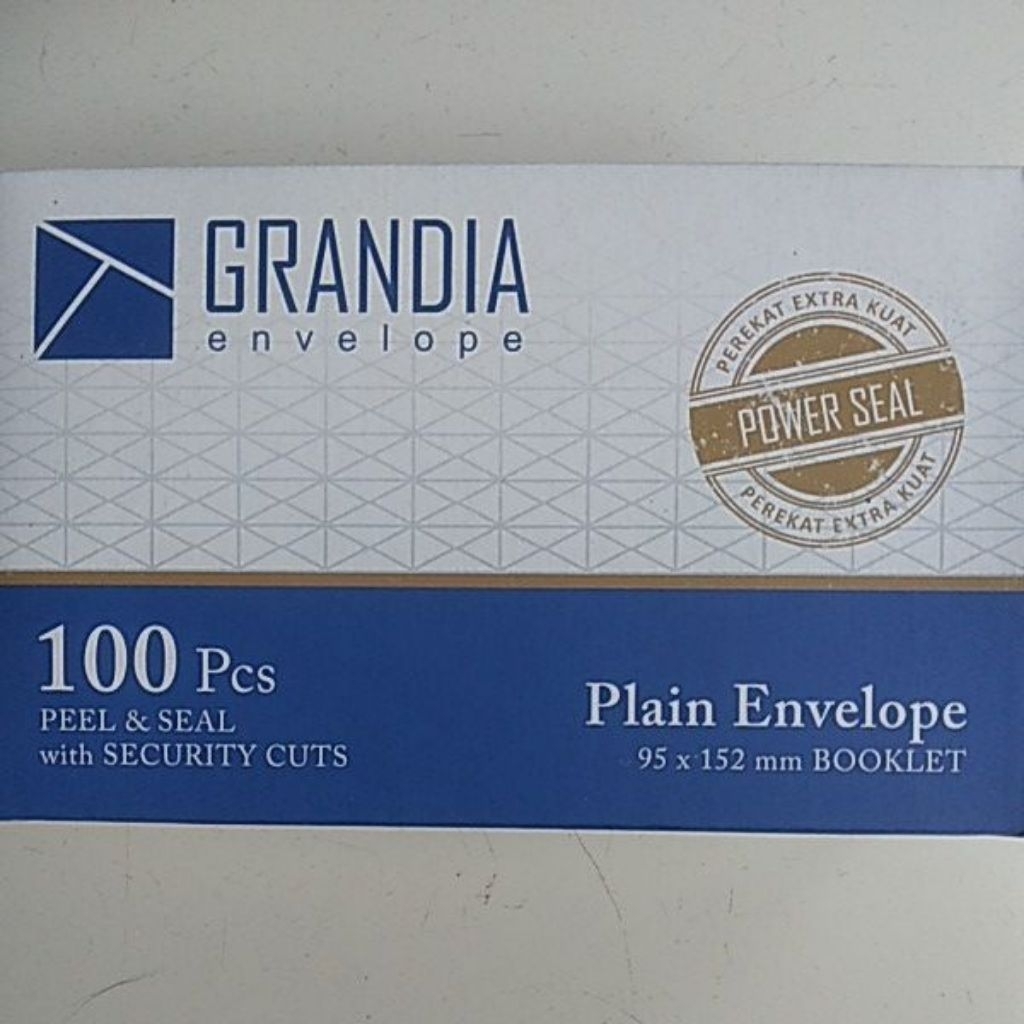 GRANDIA
envelope
PEREKAT EXTRA KUAT
POWER SEAL
PEREKAT EXTRA KUAT
100 Pcs
PEEL & SEAL
with SECURITY CUTS
Plain Envelope
95 x 152 mm BOOKLET